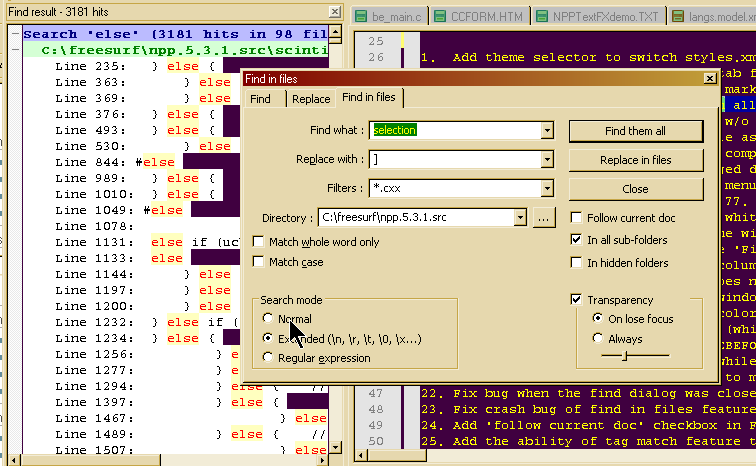 Find result - 3181 hits
Search "else" (3181 hits in 98 fil
C:\freesurf\npp.5.3.1.src\scinti
Line 235: } else {
Line 363: } else
Line 369: } else
Line 376: } else {
Line 493: } else {
Line 530: } else
Line 844: #else
Line 989: } else {
Line 1010: } else {
Line 1049: #else
Line 1078:
Line 1131: else if (uch
Line 1133: else
Line 1144: } else
Line 1197: } else
Line 1200: } else
Line 1232: } else if (
Line 1234: } else {
Line 1256: } else
Line 1277: } else
Line 1294: } else { //
Line 1397: } else {
Line 1467: } else
Line 1489: } else { //
Line 1507: } else
be_main.c
CCFORM.HTM
NPPTextFXdemo.TXT
langs.model.x
25
26 1. Add theme selector to switch styles.xm
tab f
mark
all
w/o
e as
comp
ged d
menu
77.
whit
e wi
e 'Fi
colum
oes n
window
color
(whi
CBEFO
while
to m
47 22. Fix bug when the find dialog was close
48 23. Fix crash bug of find in files feature
49 24. Add 'follow current doc' checkbox in F
50 25. Add the ability of tag match feature t
Find in files
Find
Replace
Find in files
Find what :
selection
Find them all
Replace with :
]
Replace in files
Filters :
*.cxx
Close
Directory :
C:\freesurf\npp.5.3.1.src
...
Follow current doc
Match whole word only
In all sub-folders
Match case
In hidden folders
Search mode
Transparency
Normal
On lose focus
Extended (\n, \r, \t, \0, \x...)
Always
Regular expression